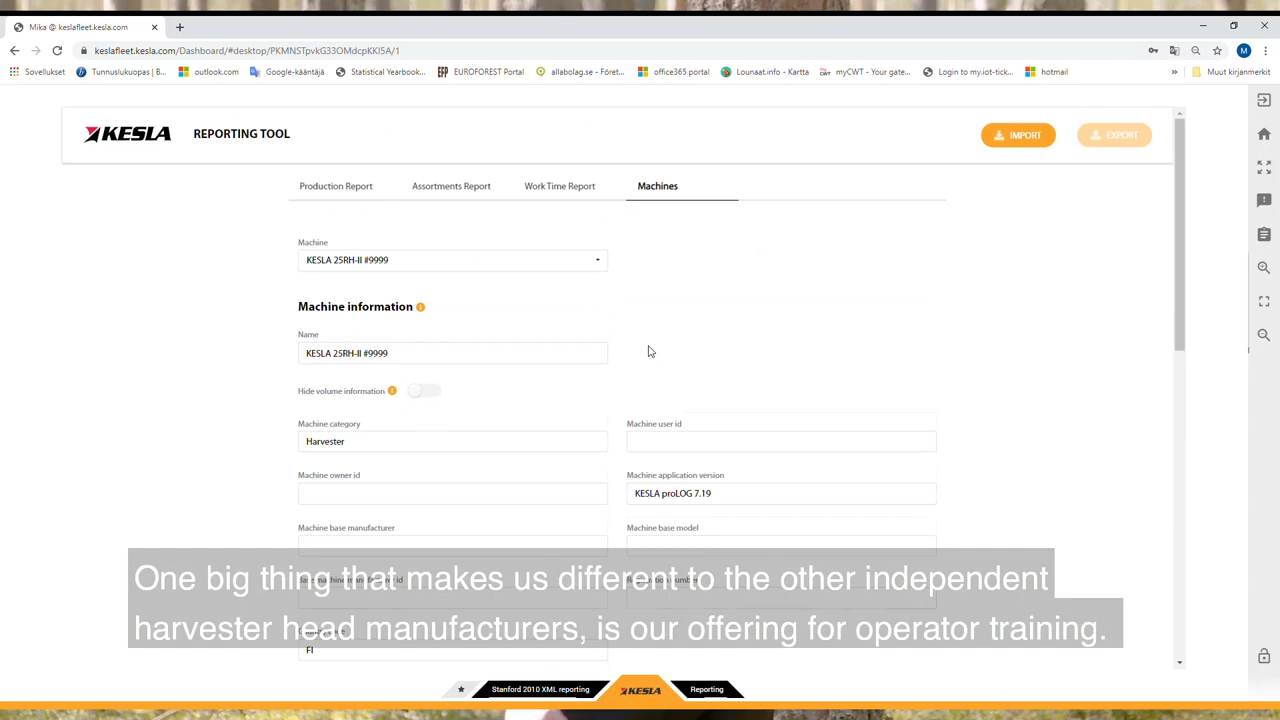 Mika @ keslafleet.kesla.com
keslafleet.kesla.com/Dashboard/#desktop/PKMNSTpvkG33OMdcpKKI5A/1
M
Sovellukset
Tunnuslukuopas | B...
outlook.com
Google-kääntäjä
Statistical Yearbook...
EUROFOREST Portal
allabolag.se - Föret...
office365 portal
Lounaat.info - Kartta
myCWT - Your gate...
Login to my.iot-tick...
hotmail
Muut kirjanmerkit
KESLA
REPORTING TOOL
IMPORT
EXPORT
Production Report
Assortments Report
Work Time Report
Machines
Machine
KESLA 25RH-II #9999
Machine information
Name
KESLA 25RH-II #9999
Hide volume information
Machine category
Machine user id
Harvester
Machine owner id
Machine application version
KESLA proLOG 7.19
Machine base manufacturer
Machine base model
One big thing that makes us different to the other independent
harvester head manufacturers, is our offering for operator training.
FI
Stanford 2010 XML reporting
KESLA
Reporting